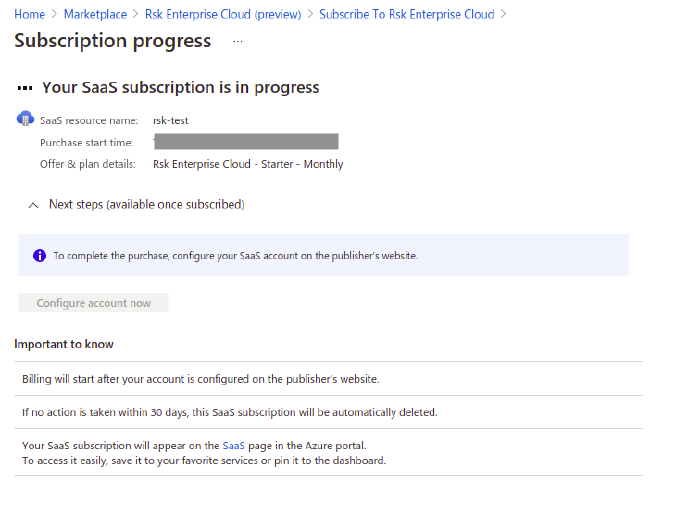 Home > Marketplace > Rsk Enterprise Cloud (preview) > Subscribe To Rsk Enterprise Cloud >
Subscription progress ...
Your SaaS subscription is in progress
SaaS resource name: rsk-test
Purchase start time:
Offer & plan details: Rsk Enterprise Cloud - Starter - Monthly
Next steps (available once subscribed)
To complete the purchase, configure your SaaS account on the publisher's website.
Configure account now
Important to know
Billing will start after your account is configured on the publisher's website.
If no action is taken within 30 days, this SaaS subscription will be automatically deleted.
Your SaaS subscription will appear on the SaaS page in the Azure portal.
To access it easily, save it to your favorite services or pin it to the dashboard.